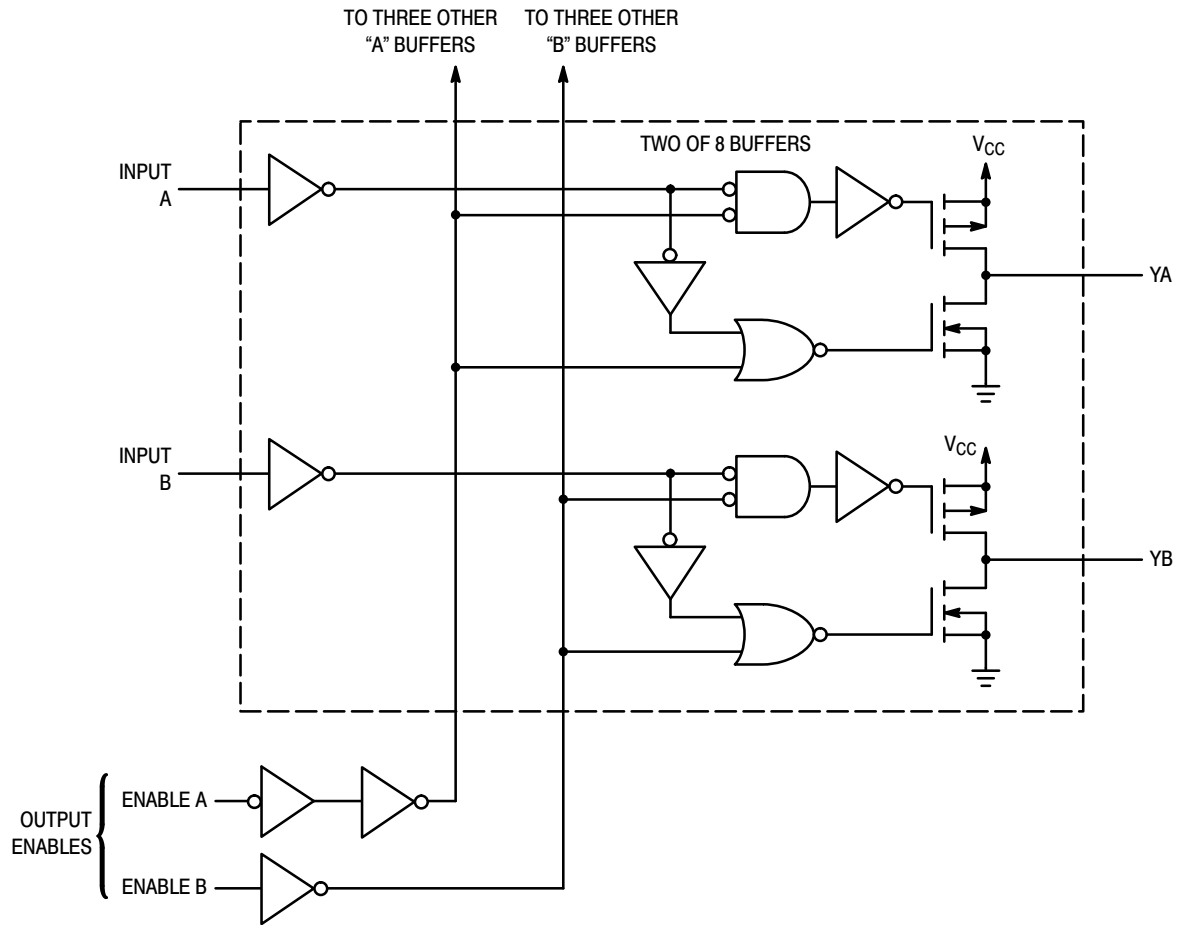 TO THREE OTHER
“A” BUFFERS
TO THREE OTHER
“B” BUFFERS
TWO OF 8 BUFFERS
INPUT
A
VCC
YA
INPUT
B
VCC
YB
OUTPUT
ENABLES
ENABLE A
ENABLE B